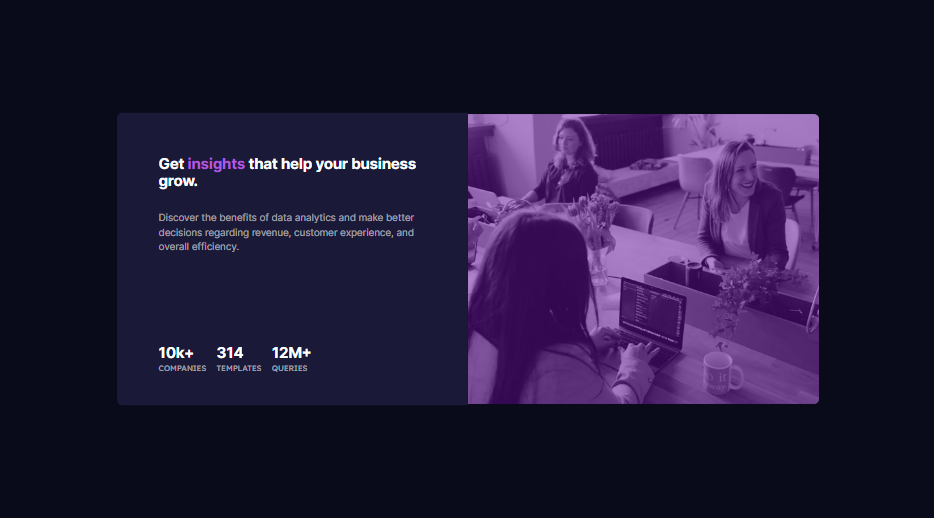 Get insights that help your business
grow.
Discover the benefits of data analytics and make better
decisions regarding revenue, customer experience, and
overall efficiency.
10k+ 314 12M+
COMPANIES TEMPLATES QUERIES